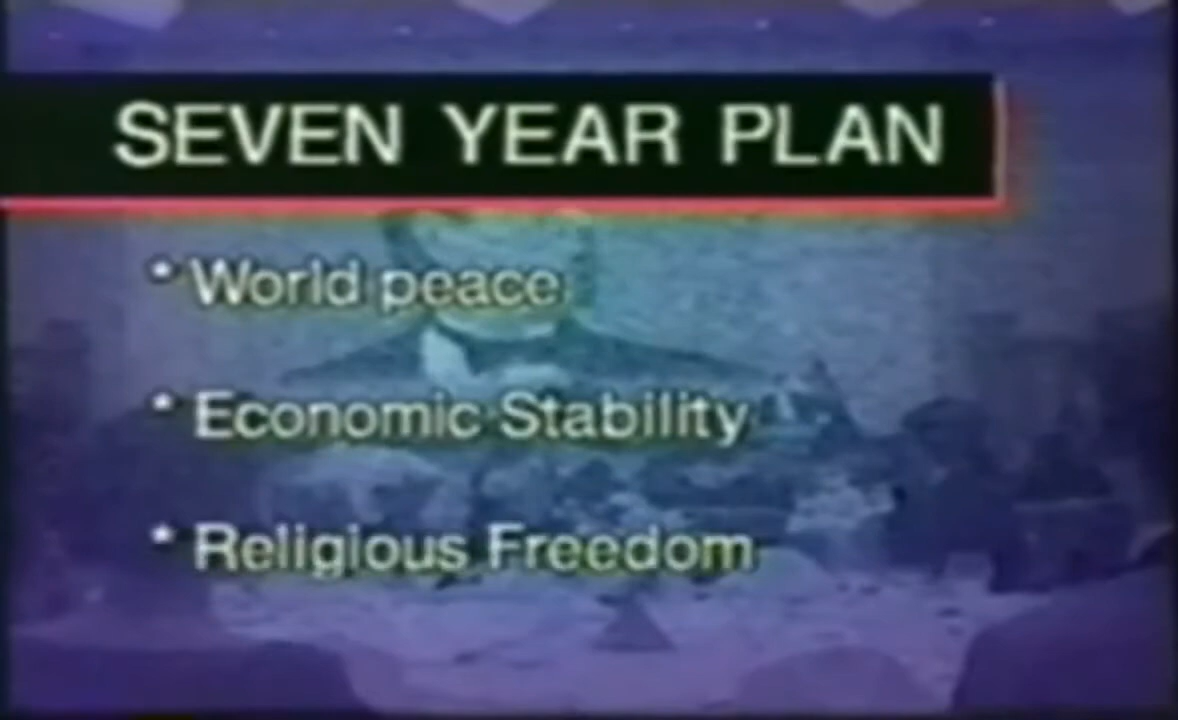 SEVEN YEAR PLAN
* World peace
* Economic Stability
* Religious Freedom